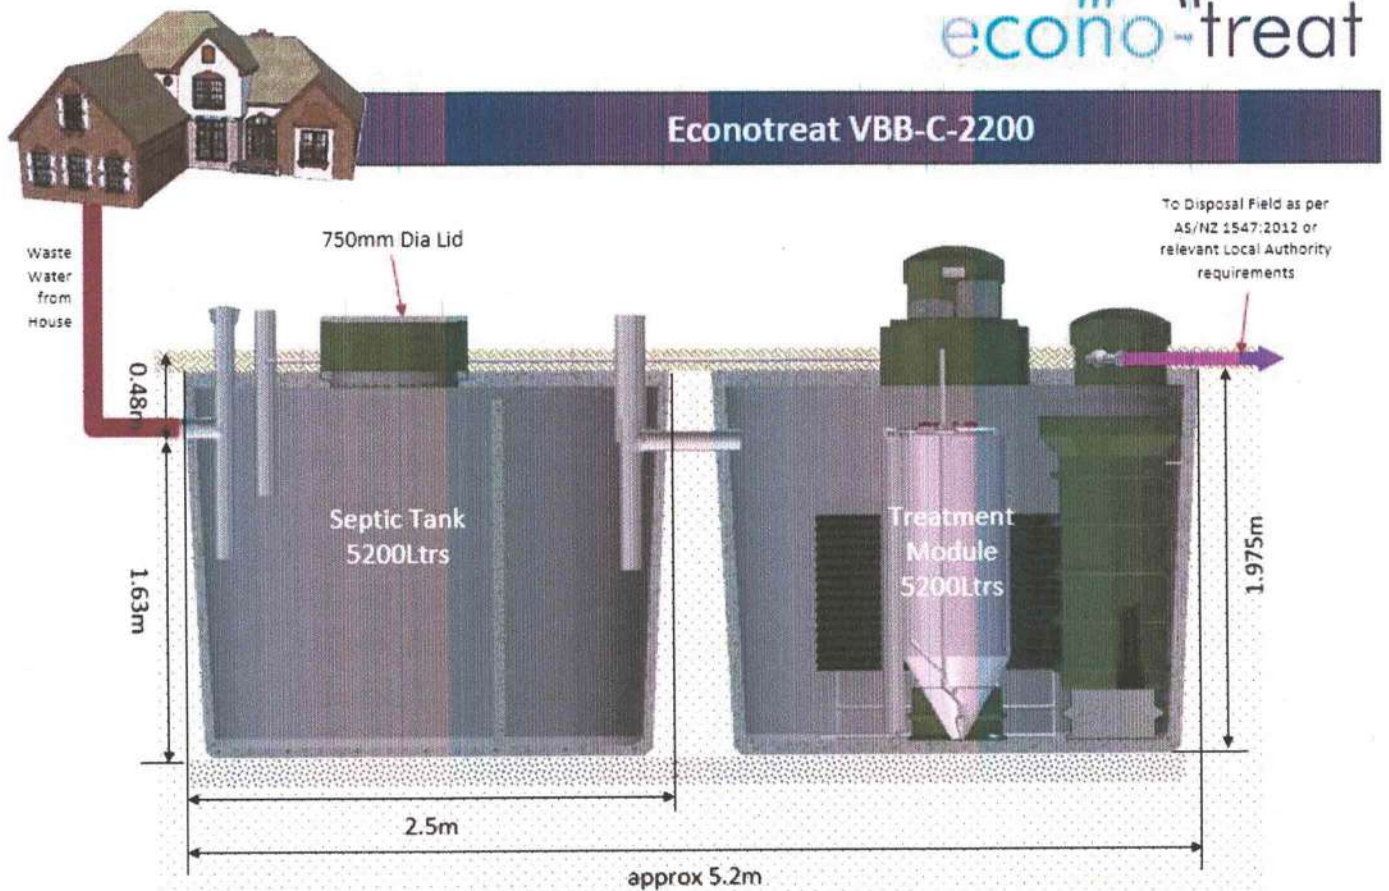 econo-treat
Econotreat VBB-C-2200
To Disposal Field as per
AS/NZ 1547:2012 or
relevant Local Authority
requirements
750mm Dia Lid
Waste
Water
from
House
0.48m
Septic Tank
5200Ltrs
Treatment
Module
5200Ltrs
1.63m
1.975m
2.5m
approx 5.2m